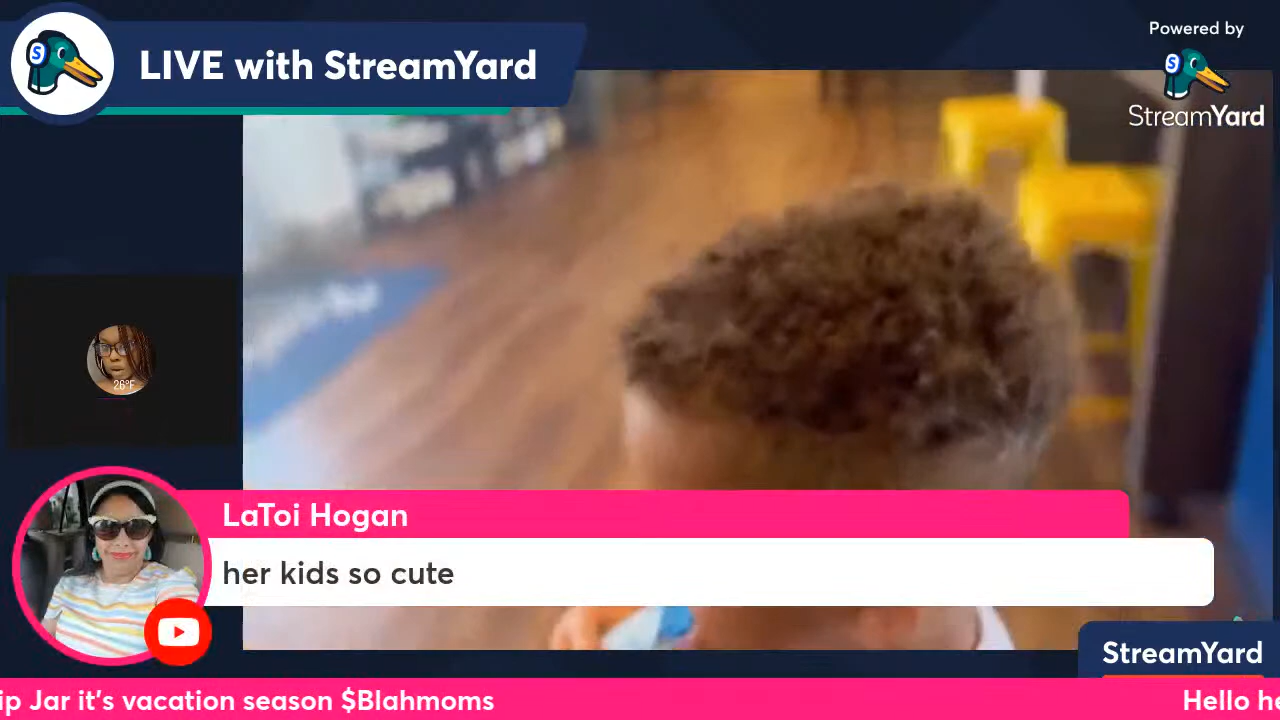 LIVE with StreamYard
Powered by
StreamYard
26°F
LaToi Hogan
her kids so cute
StreamYard
ip Jar it's vacation season $Blahmoms
Hello he